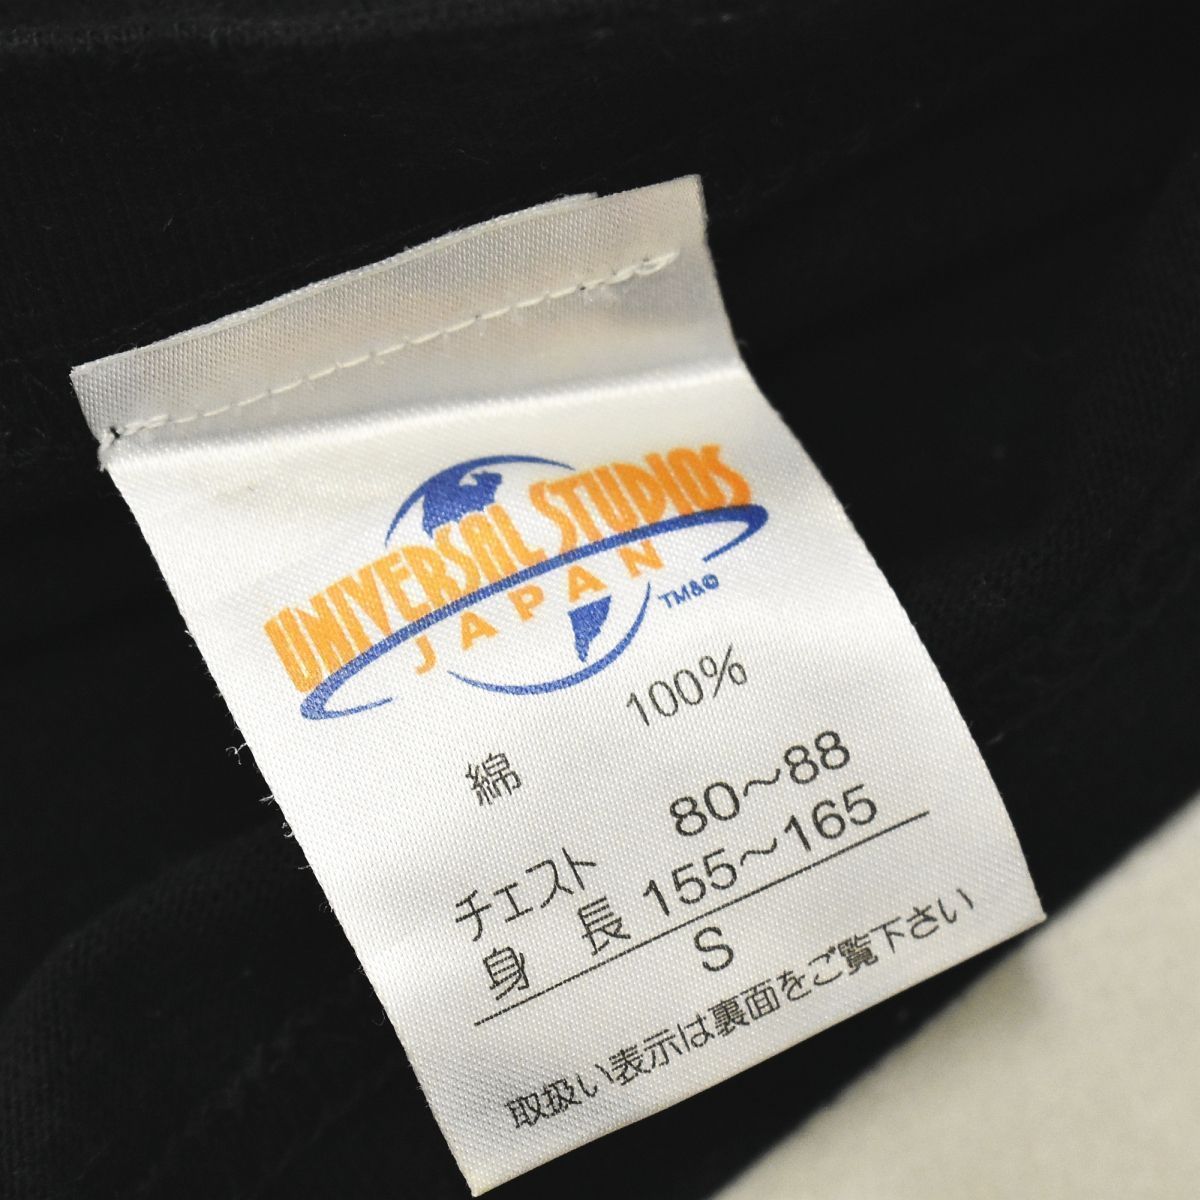 UNIVERSAL STUDIOS
JAPAN
TM&©
綿 100%
チェスト 80～88
身長 155～165
S
取扱い表示は裏面をご覧下さい